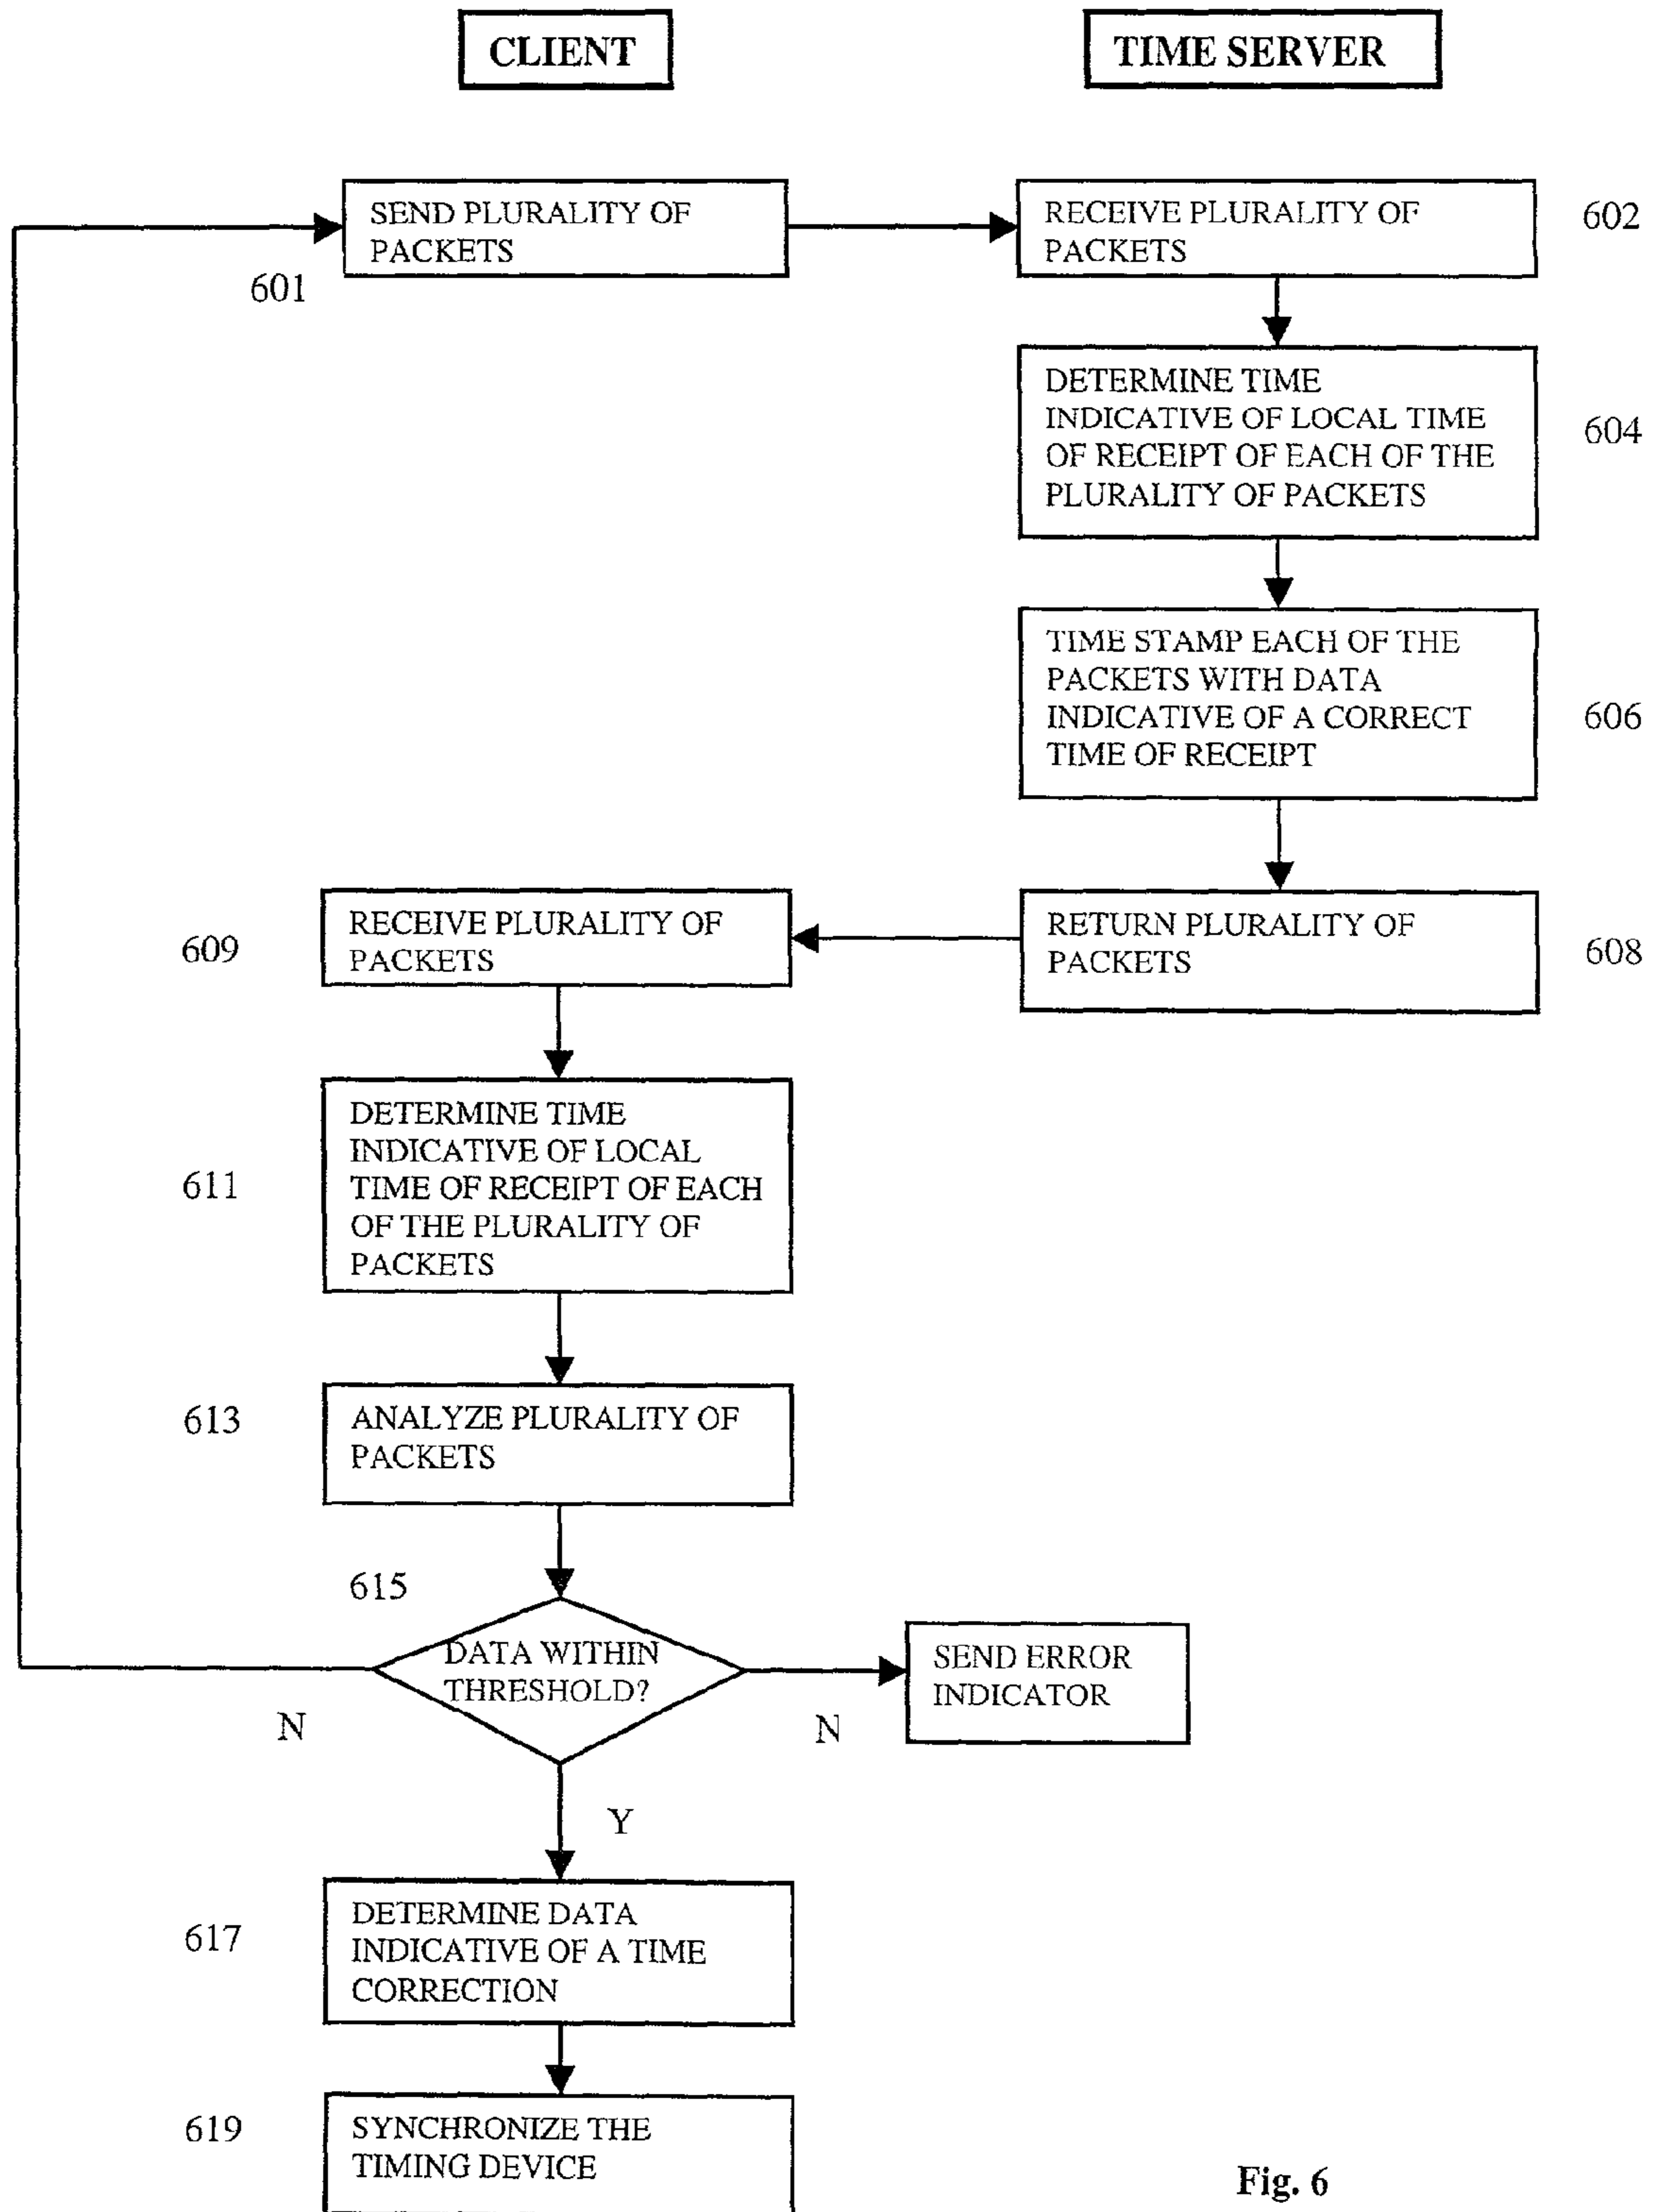 CLIENT
TIME SERVER
SEND PLURALITY OF
PACKETS
601
RECEIVE PLURALITY OF
PACKETS
602
DETERMINE TIME
INDICATIVE OF LOCAL TIME
OF RECEIPT OF EACH OF THE
PLURALITY OF PACKETS
604
TIME STAMP EACH OF THE
PACKETS WITH DATA
INDICATIVE OF A CORRECT
TIME OF RECEIPT
606
RETURN PLURALITY OF
PACKETS
608
609
RECEIVE PLURALITY OF
PACKETS
611
DETERMINE TIME
INDICATIVE OF LOCAL
TIME OF RECEIPT OF EACH
OF THE PLURALITY OF
PACKETS
613
ANALYZE PLURALITY OF
PACKETS
615
DATA WITHIN
THRESHOLD?
N
N
SEND ERROR
INDICATOR
Y
617
DETERMINE DATA
INDICATIVE OF A TIME
CORRECTION
619
SYNCHRONIZE THE
TIMING DEVICE
Fig. 6